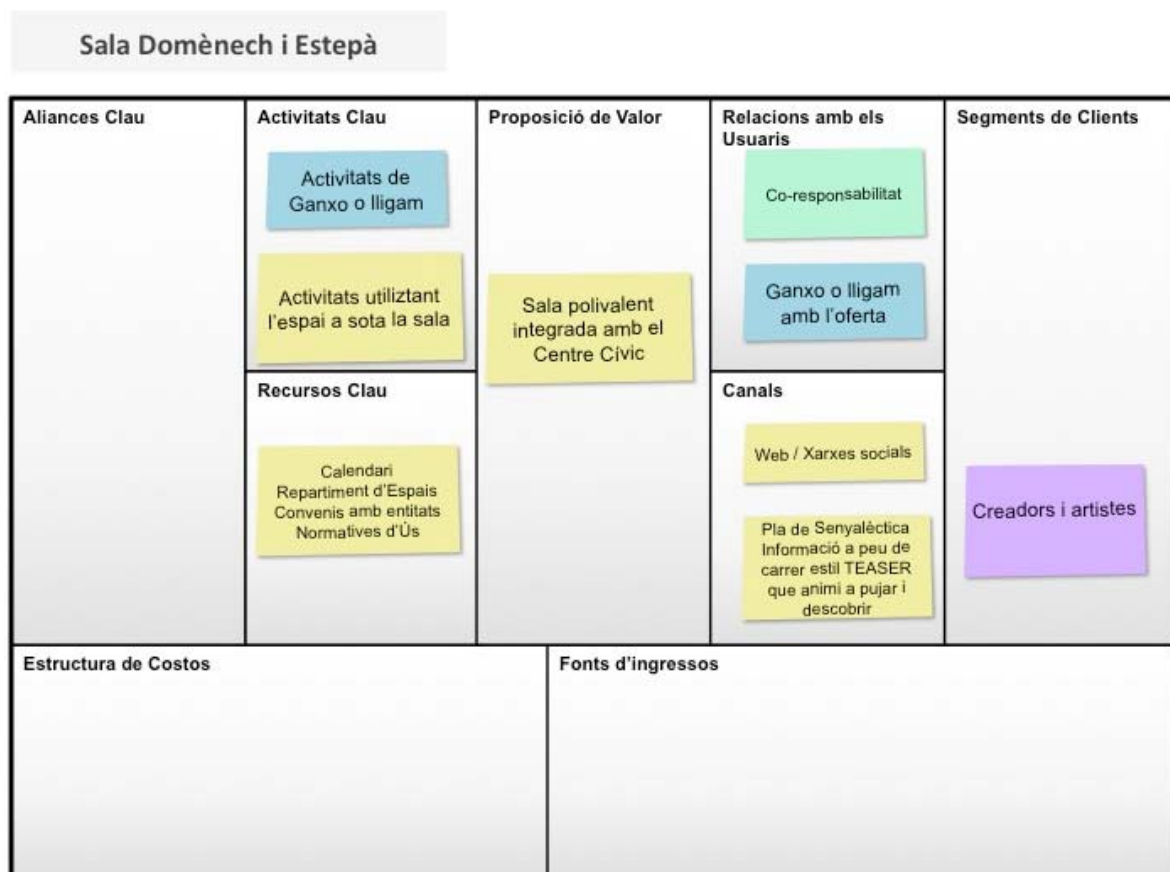 Sala Domènech i Estepà
Aliances Clau
Activitats Clau
Activitats de
Ganxo o lligam
Activitats utiliztant
l'espai a sota la sala
Recursos Clau
Calendari
Repartiment d'Espais
Convenis amb entitats
Normatives d'Ús
Proposició de Valor
Sala polivalent
integrada amb el
Centre Cívic
Relacions amb els
Usuaris
Co-responsabilitat
Ganxo o lligam
amb l'oferta
Canals
Web / Xarxes socials
Pla de Senyalèctica
Informació a peu de
carrer estil TEASER
que animi a pujar i
descobrir
Segments de Clients
Creadors i artistes
Estructura de Costos
Fonts d'ingressos